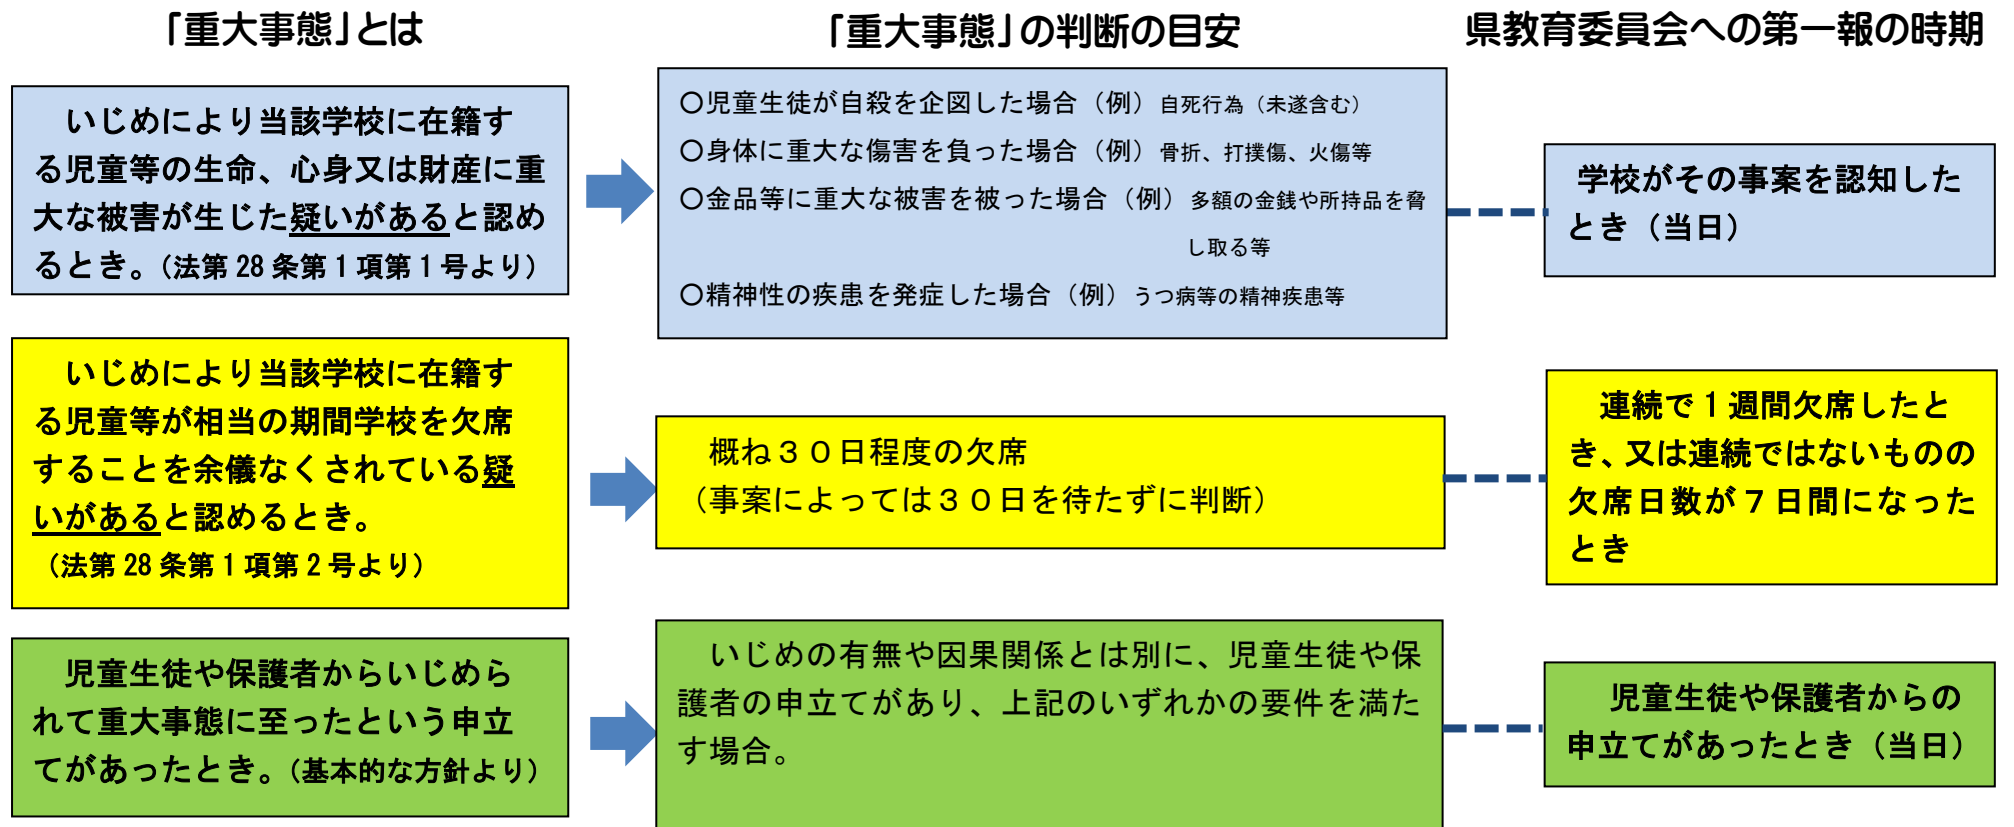 「重大事態」とは
「重大事態」の判断の目安
県教育委員会への第一報の時期
いじめにより当該学校に在籍す
る児童等の生命、心身又は財産に重
大な被害が生じた疑いがあると認め
るとき。（法第28条第1項第1号より）
〇児童生徒が自殺を企図した場合（例）自死行為（未遂含む）
〇身体に重大な傷害を負った場合（例）骨折、打撲傷、火傷等
〇金品等に重大な被害を被った場合（例）多額の金銭や所持品を脅
し取る等
〇精神性の疾患を発症した場合（例）うつ病等の精神疾患等
学校がその事案を認知した
とき（当日）
いじめにより当該学校に在籍す
る児童等が相当の期間学校を欠席
することを余儀なくされている疑
いがあると認めるとき。
（法第28条第1項第2号より）
概ね３０日程度の欠席
（事案によっては３０日を待たずに判断）
連続で1週間欠席したと
き、又は連続ではないものの
欠席日数が7日間になった
とき
児童生徒や保護者からいじめら
れて重大事態に至ったという申立
てがあったとき。（基本的な方針より）
いじめの有無や因果関係とは別に、児童生徒や保
護者の申立てがあり、上記のいずれかの要件を満た
す場合。
児童生徒や保護者からの
申立てがあったとき（当日）